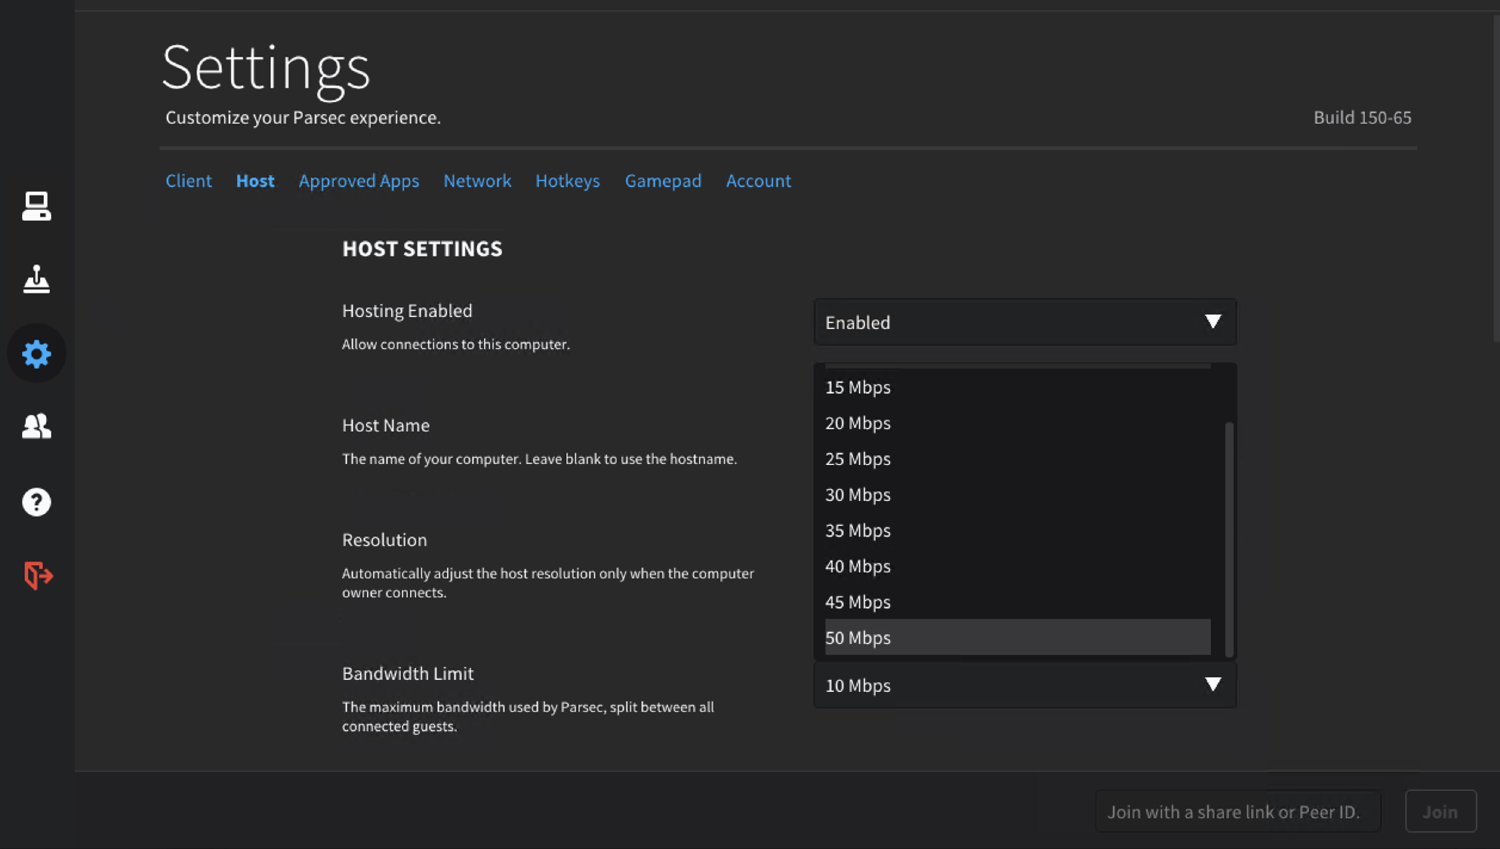 Settings
Customize your Parsec experience.
Build 150-65
Client Host Approved Apps Network Hotkeys Gamepad Account
HOST SETTINGS
Hosting Enabled
Allow connections to this computer.
Enabled
Host Name
The name of your computer. Leave blank to use the hostname.
Resolution
Automatically adjust the host resolution only when the computer
owner connects.
15 Mbps
20 Mbps
25 Mbps
30 Mbps
35 Mbps
40 Mbps
45 Mbps
50 Mbps
Bandwidth Limit
The maximum bandwidth used by Parsec, split between all
connected guests.
10 Mbps
Join with a share link or Peer ID.
Join